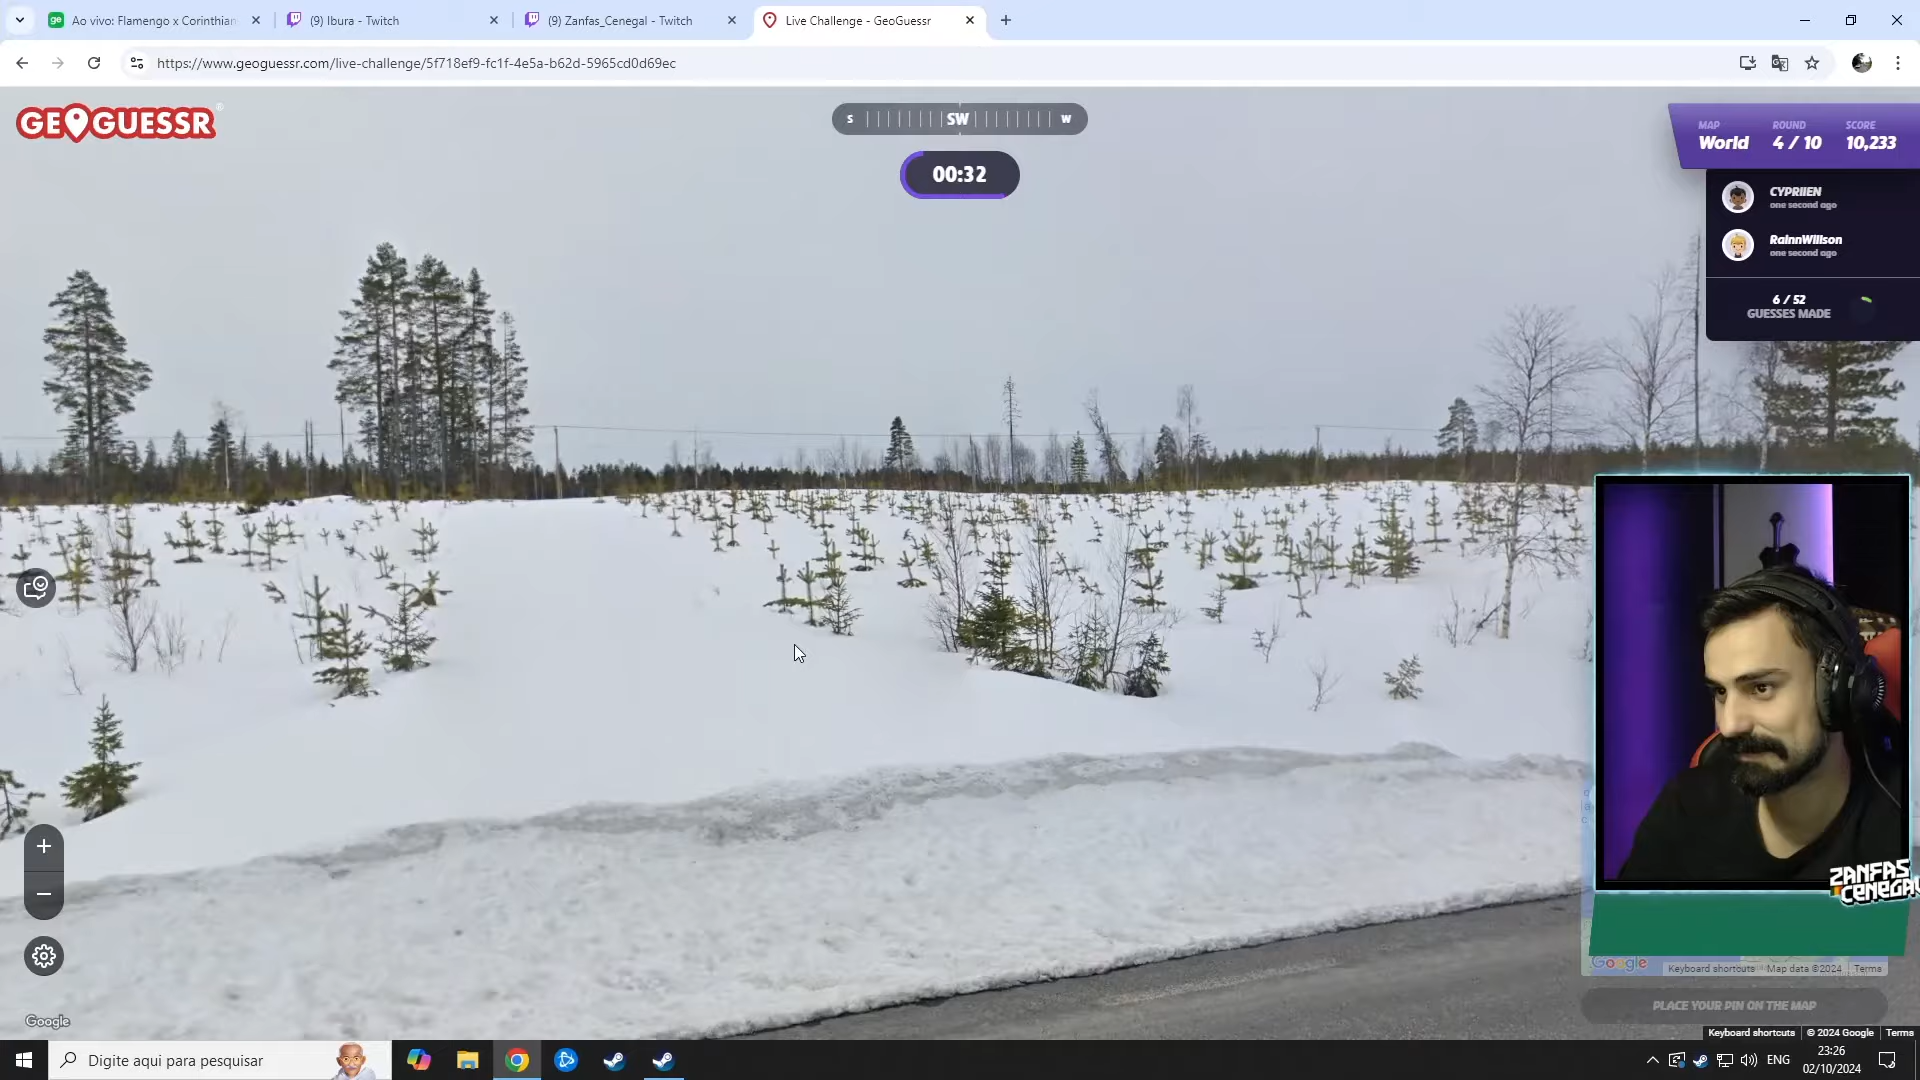 Ao vivo: Flamengo x Corinthian
(9) Ibura - Twitch
(9) Zanfas_Cenegal - Twitch
Live Challenge - GeoGuessr
https://www.geoguessr.com/live-challenge/5f718ef9-fc1f-4e5a-b62d-5965cd0d69ec
GEOGUESSR
S
SW
W
00:32
MAP
World
ROUND
4 / 10
SCORE
10,233
CYPRIIEN
one second ago
RainnWillson
one second ago
6 / 52
GUESSES MADE
ZANFAS
CENEGAL
Google
Keyboard shortcuts
Map data ©2024
Terms
PLACE YOUR PIN ON THE MAP
Google
Keyboard shortcuts
© 2024 Google
Terms
Digite aqui para pesquisar
ENG
23:26
02/10/2024